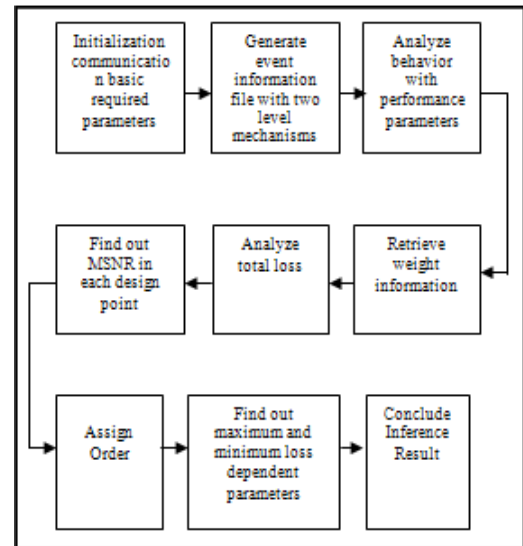 Initialization
communicatio
n basic
required
parameters
Generate
event
information
file with two
level
mechanisms
Analyze
behavior
with
performance
parameters
Find out
MSNR in
each design
point
Analyze
total loss
Retrieve
weight
information
Assign
Order
Find out
maximum and
minimum loss
dependent
parameters
Conclude
Inference
Result